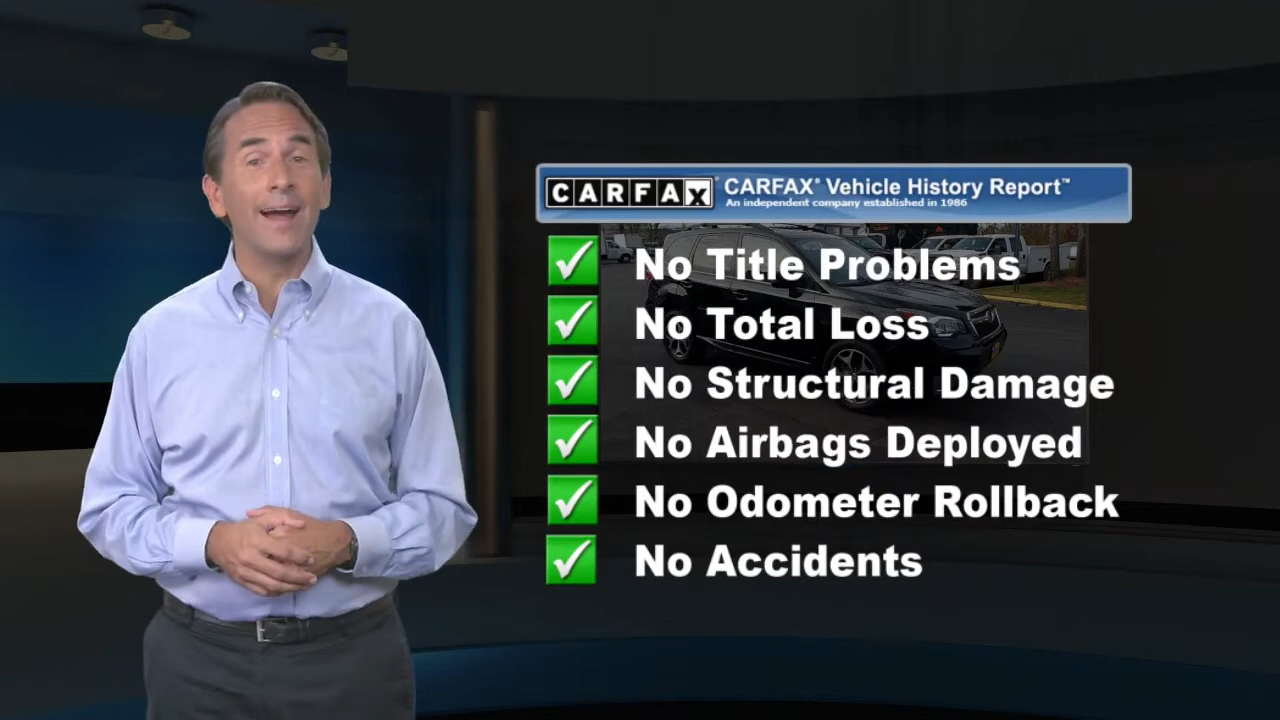 CARFAX® CARFAX® Vehicle History Report™
An independent company established in 1986
No Title Problems
No Total Loss
No Structural Damage
No Airbags Deployed
No Odometer Rollback
No Accidents